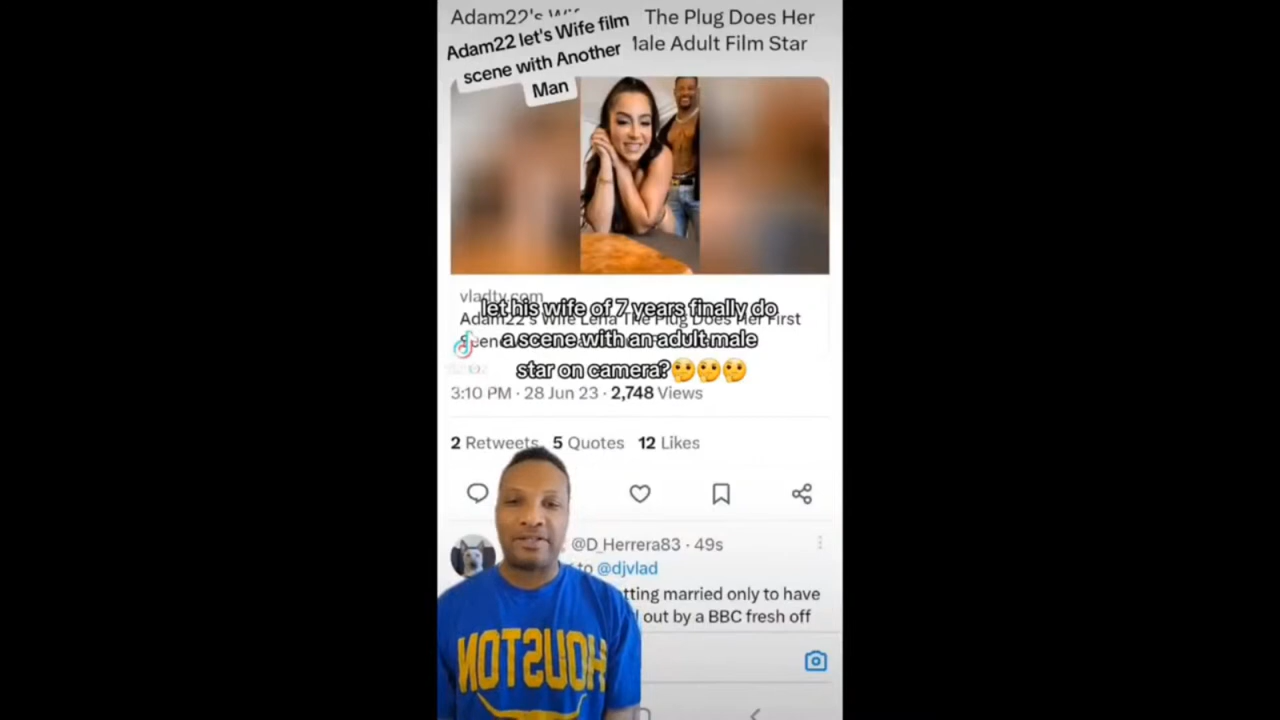 Adam22's Wife
The Plug Does Her
Male Adult Film Star
Adam22 let's Wife film
scene with Another
Man
vladtv.com
Adam22's Wife Lena The Plug Does Her First
let his wife of 7 years finally do
a scene with an adult male
star on camera?🤔🤔🤔
3:10 PM · 28 Jun 23 · 2,748 Views
2 Retweets 5 Quotes 12 Likes
@D_Herrera83 · 49s
to @djvlad
tting married only to have
out by a BBC fresh off
HOUSTON